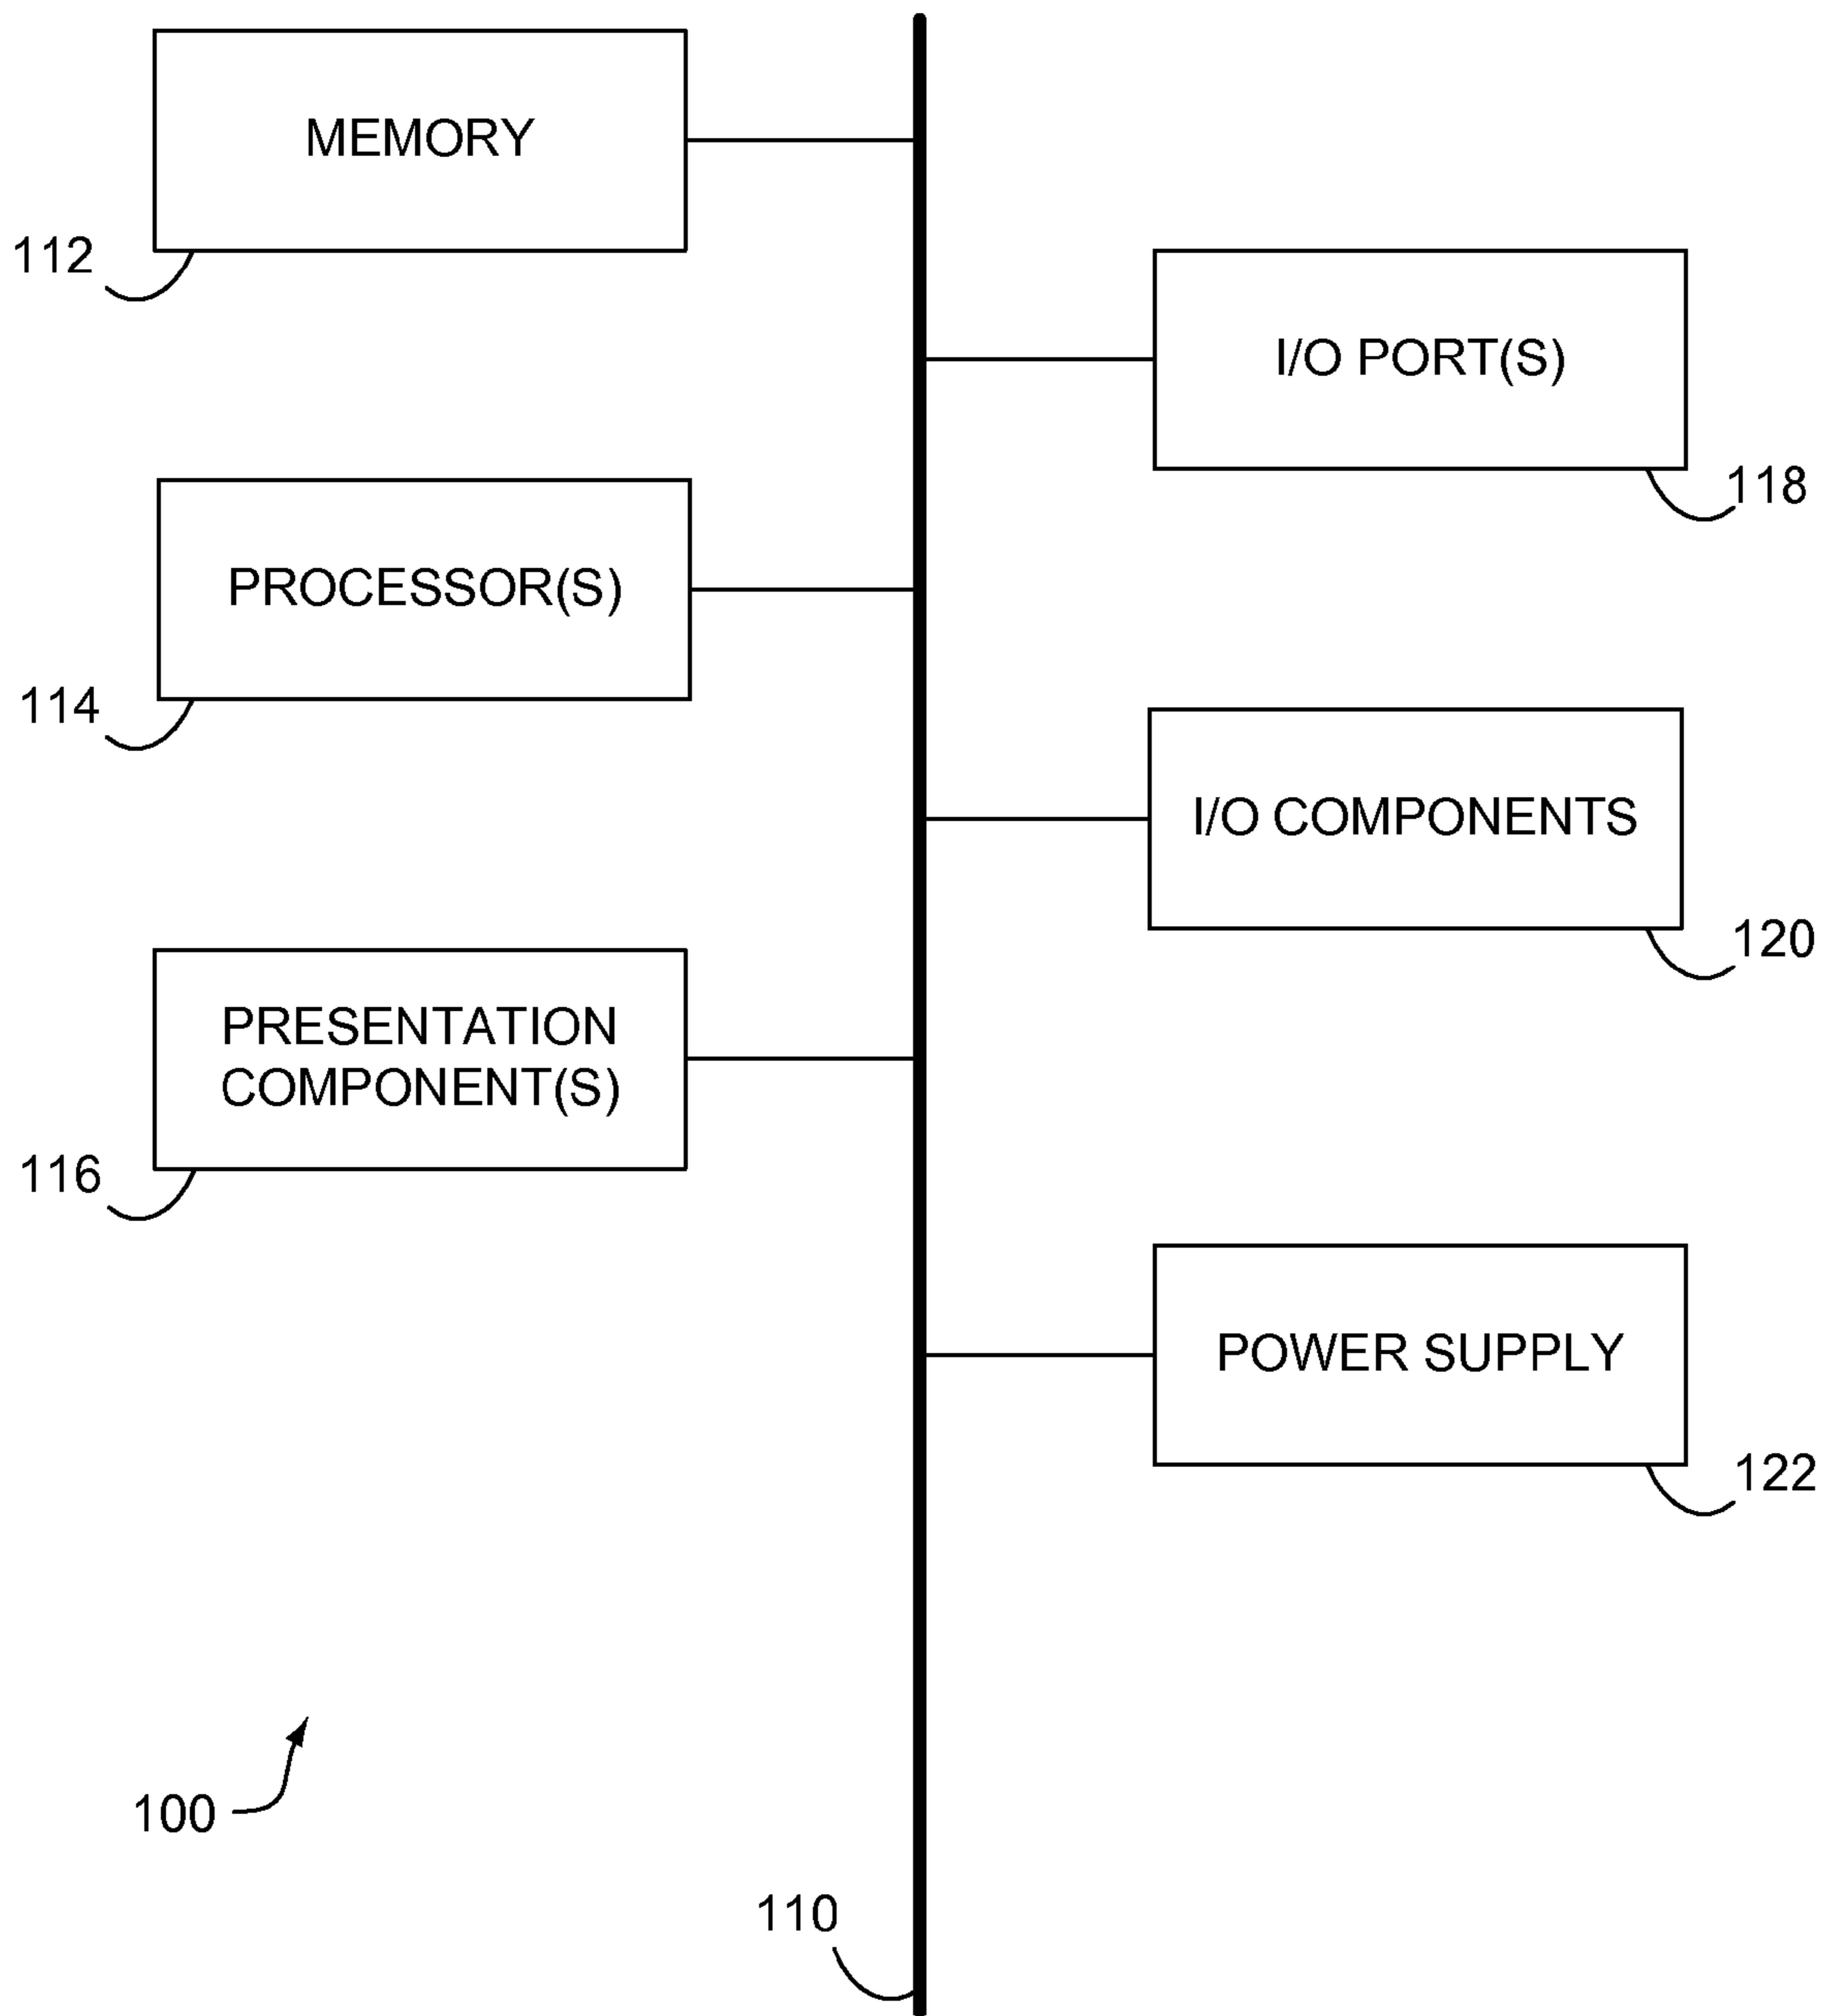 MEMORY
112
I/O PORT(S)
118
PROCESSOR(S)
114
I/O COMPONENTS
120
PRESENTATION
COMPONENT(S)
116
POWER SUPPLY
122
100
110